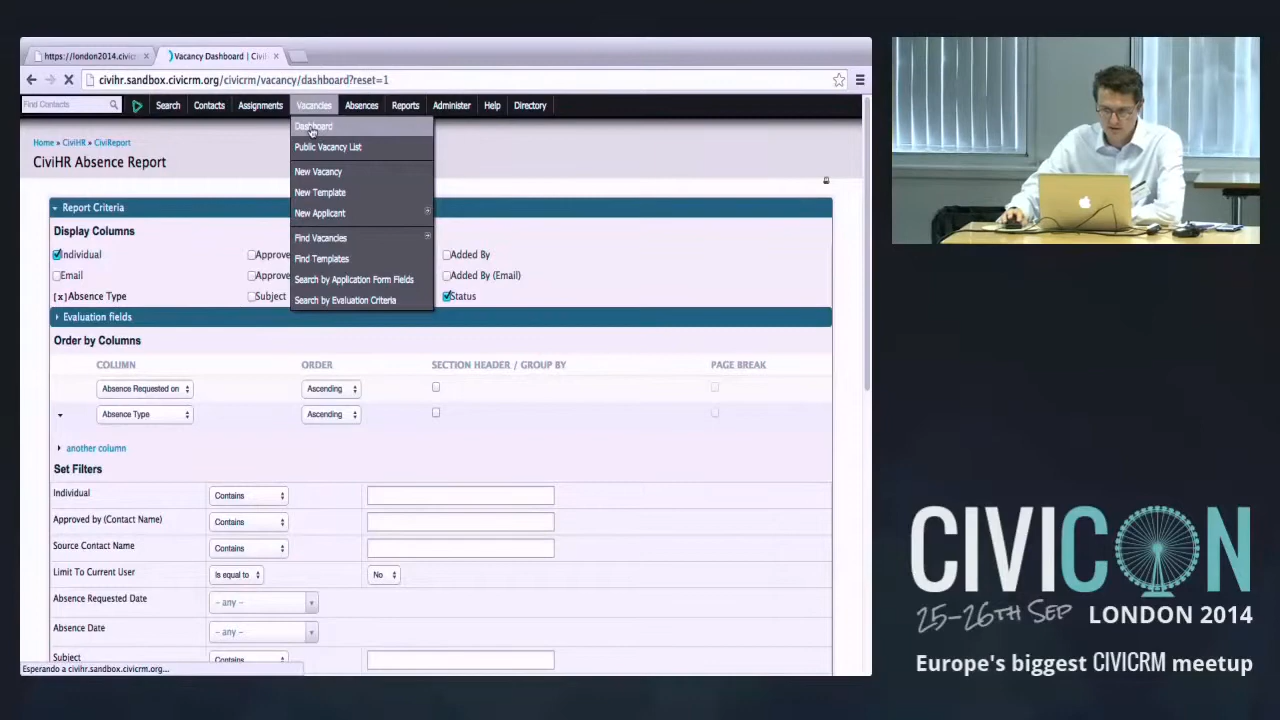 https://london2014.civicr
Vacancy Dashboard | Civil
civihr.sandbox.civicrm.org/civicrm/vacancy/dashboard?reset=1
Find Contacts
Search
Contacts
Assignments
Vacancies
Absences
Reports
Administer
Help
Directory
Dashboard
Public Vacancy List
New Vacancy
New Template
New Applicant
Find Vacancies
Find Templates
Search by Application Form Fields
Search by Evaluation Criteria
Home » CiviHR » CiviReport
CiviHR Absence Report
Report Criteria
Display Columns
Individual
Approve
Added By
Email
Approve
Added By (Email)
[x]Absence Type
Subject
Status
Evaluation fields
Order by Columns
COLUMN ORDER SECTION HEADER / GROUP BY PAGE BREAK
Absence Requested on Ascending
Absence Type Ascending
another column
Set Filters
Individual Contains
Approved by (Contact Name) Contains
Source Contact Name Contains
Limit To Current User Is equal to No
Absence Requested Date - any -
Absence Date - any -
Subject Contains
Esperando a civihr.sandbox.civicrm.org...
CIVICON
25-26TH SEP LONDON 2014
Europe's biggest CIVICRM meetup